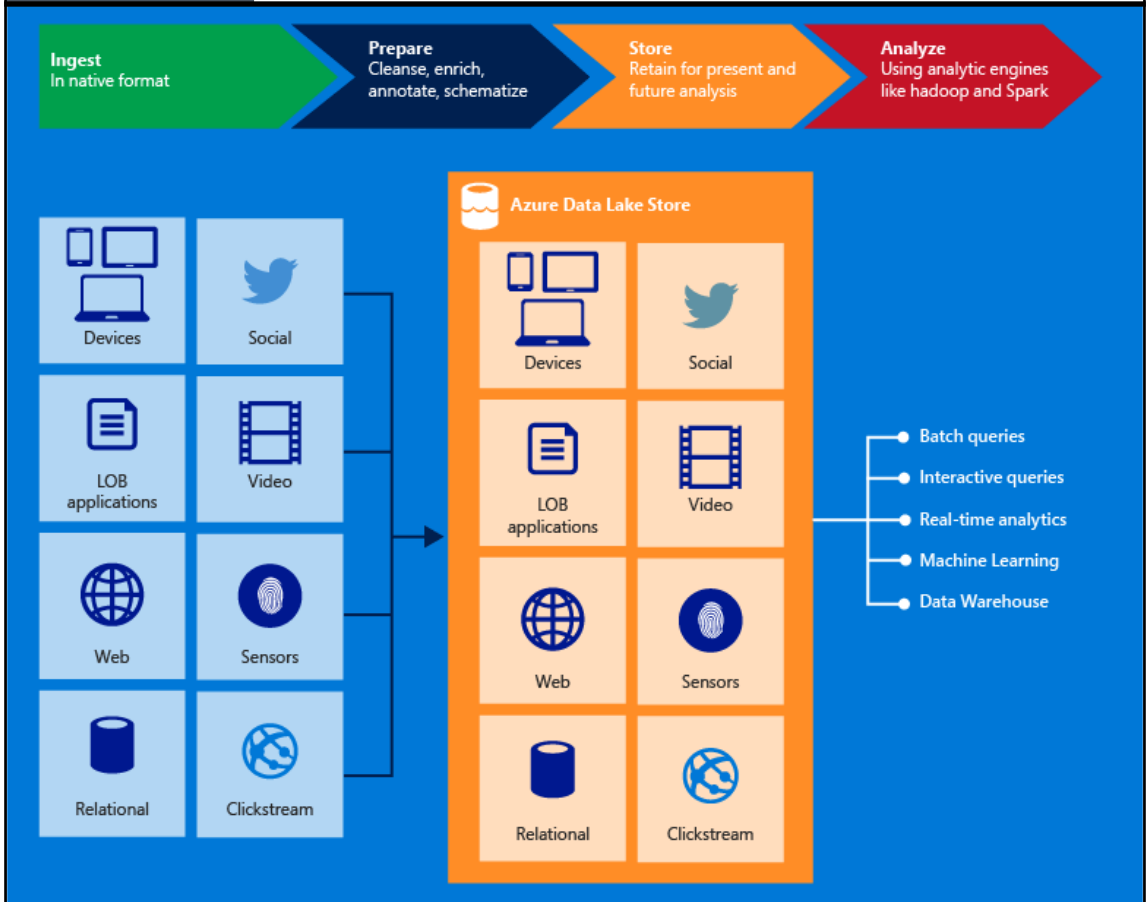 Ingest
In native format
Prepare
Cleanse, enrich,
annotate, schematize
Store
Retain for present and
future analysis
Analyze
Using analytic engines
like hadoop and Spark
Azure Data Lake Store
Devices
Social
LOB
applications
Video
Web
Sensors
Relational
Clickstream
Devices
Social
LOB
applications
Video
Web
Sensors
Relational
Clickstream
Batch queries
Interactive queries
Real-time analytics
Machine Learning
Data Warehouse